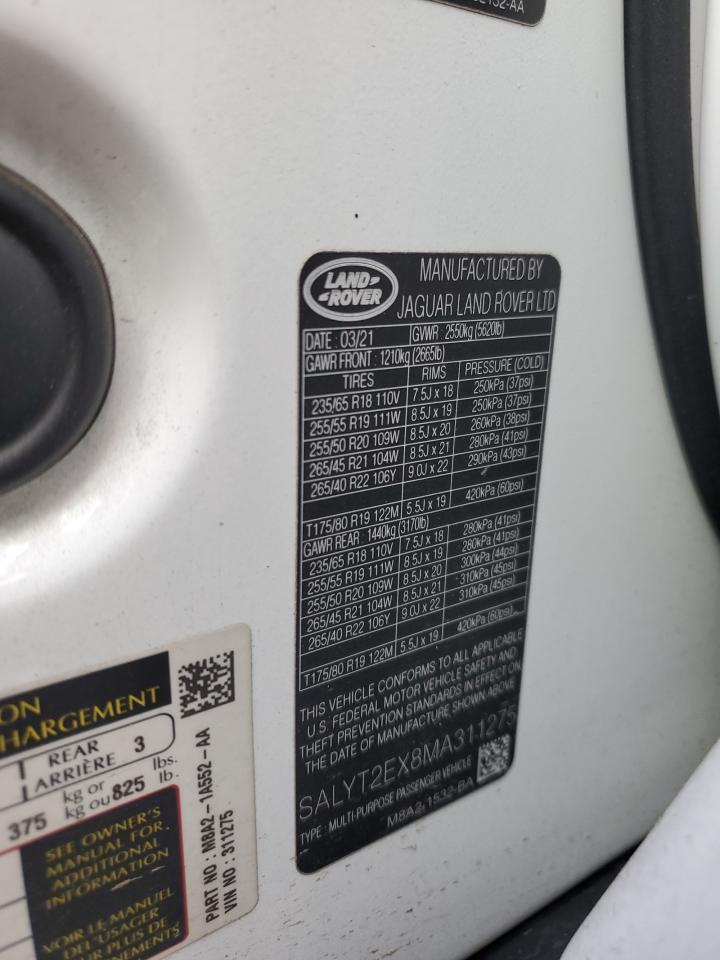 LAND-
-ROVER
MANUFACTURED BY
JAGUAR LAND ROVER LTD
DATE : 03/21 GVWR : 2550kg (5620lb)
GAWR FRONT : 1210kg (2665lb)
TIRES RIMS PRESSURE (COLD)
235/65 R18 110V 7.5J x 18 250kPa (37psi)
255/55 R19 111W 8.5J x 19 250kPa (37psi)
255/50 R20 109W 8.5J x 20 260kPa (38psi)
265/45 R21 104W 8.5J x 21 280kPa (41psi)
265/40 R22 106Y 9.0J x 22 290kPa (43psi)
T175/80 R19 122M 5.5J x 19 420kPa (60psi)
GAWR REAR : 1440kg (3170lb)
235/65 R18 110V 7.5J x 18 280kPa (41psi)
255/55 R19 111W 8.5J x 19 280kPa (41psi)
255/50 R20 109W 8.5J x 20 300kPa (44psi)
265/45 R21 104W 8.5J x 21 310kPa (45psi)
265/40 R22 106Y 9.0J x 22 310kPa (45psi)
T175/80 R19 122M 5.5J x 19 420kPa (60psi)
THIS VEHICLE CONFORMS TO ALL APPLICABLE
U.S. FEDERAL MOTOR VEHICLE SAFETY AND
THEFT PREVENTION STANDARDS IN EFFECT ON
THE DATE OF MANUFACTURE SHOWN ABOVE
SALYT2EX8MA311275
TYPE : MULTI-PURPOSE PASSENGER VEHICLE
M8A2-1532-BA
ON
HARGEMENT
REAR 3
ARRIÈRE
375 kg or 825 lbs.
kg ou lb.
SEE OWNER'S
MANUAL FOR
ADDITIONAL
INFORMATION
VOIR LE MANUEL
DE L'USAGER
UR PLUS DE
NEMENTS
PART NO : M8A2-1A552-AA
VIN NO : 311275